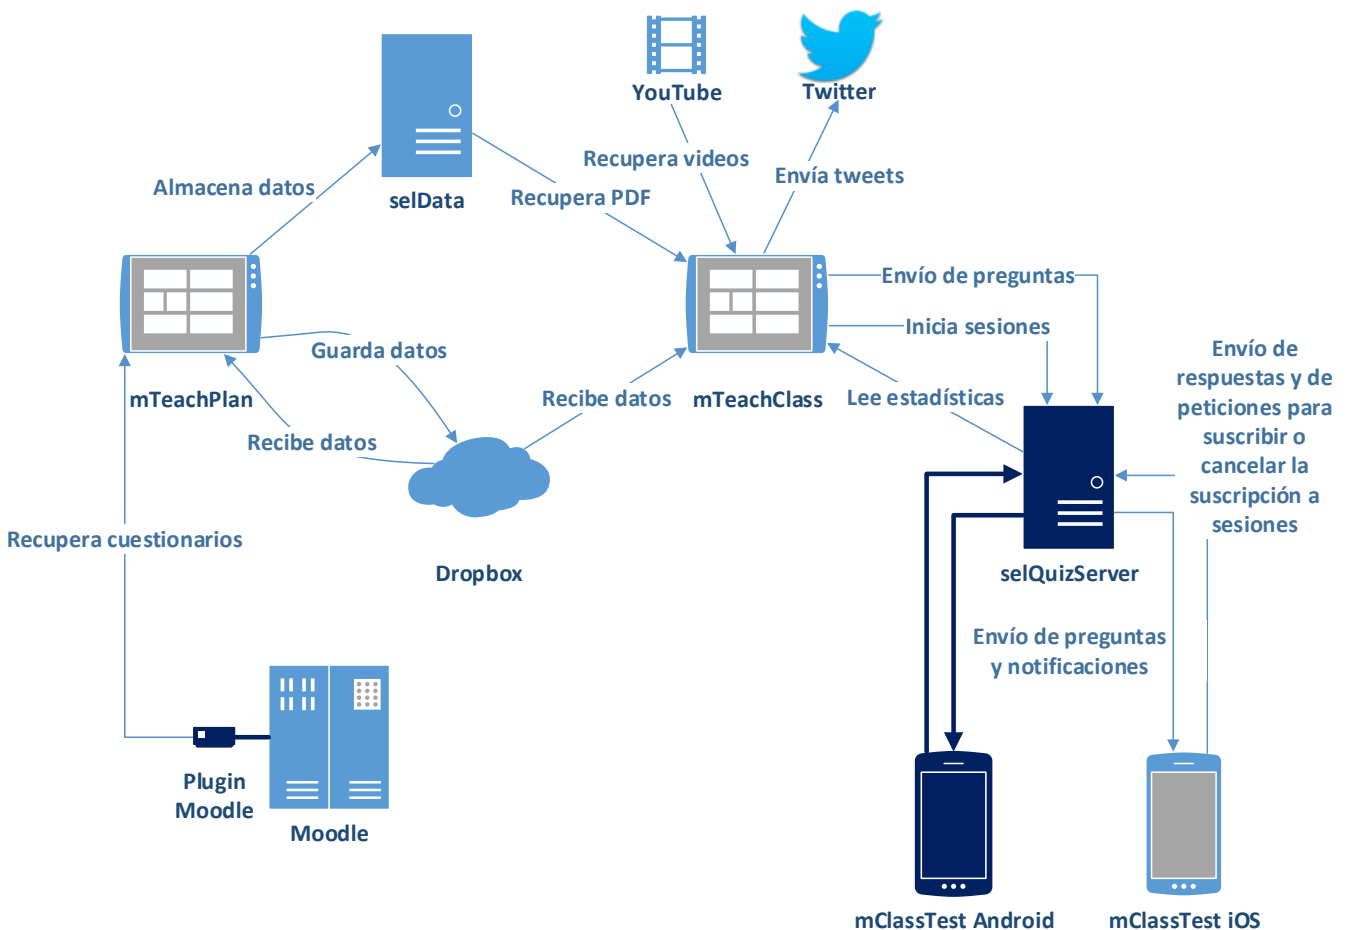 YouTube
Twitter
Recupera videos
Envía tweets
Almacena datos
selData
Recupera PDF
Envío de preguntas
Inicia sesiones
Guarda datos
mTeachPlan
Recibe datos
mTeachClass
Lee estadísticas
Recibe datos
Envío de
respuestas y de
peticiones para
suscribir o
cancelar la
suscripción a
sesiones
Recupera cuestionarios
Dropbox
selQuizServer
Envío de preguntas
y notificaciones
Plugin
Moodle
Moodle
mClassTest Android
mClassTest iOS